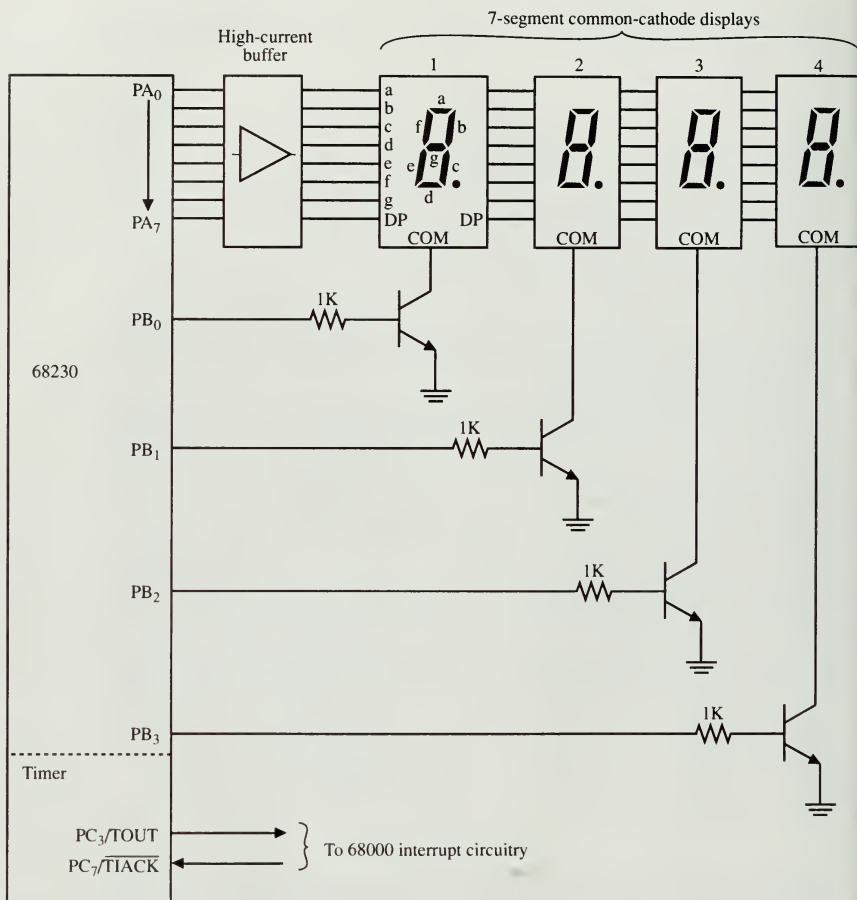 7-segment common-cathode displays
High-current
buffer
1 2 3 4
PA0
PA7
a
b
c
d
e
f
g
DP
a
f b
g
e c
d
DP
COM
COM
COM
COM
1K
PB0
68230
1K
PB1
1K
PB2
1K
PB3
Timer
PC3/TOUT
PC7/TIACK
To 68000 interrupt circuitry